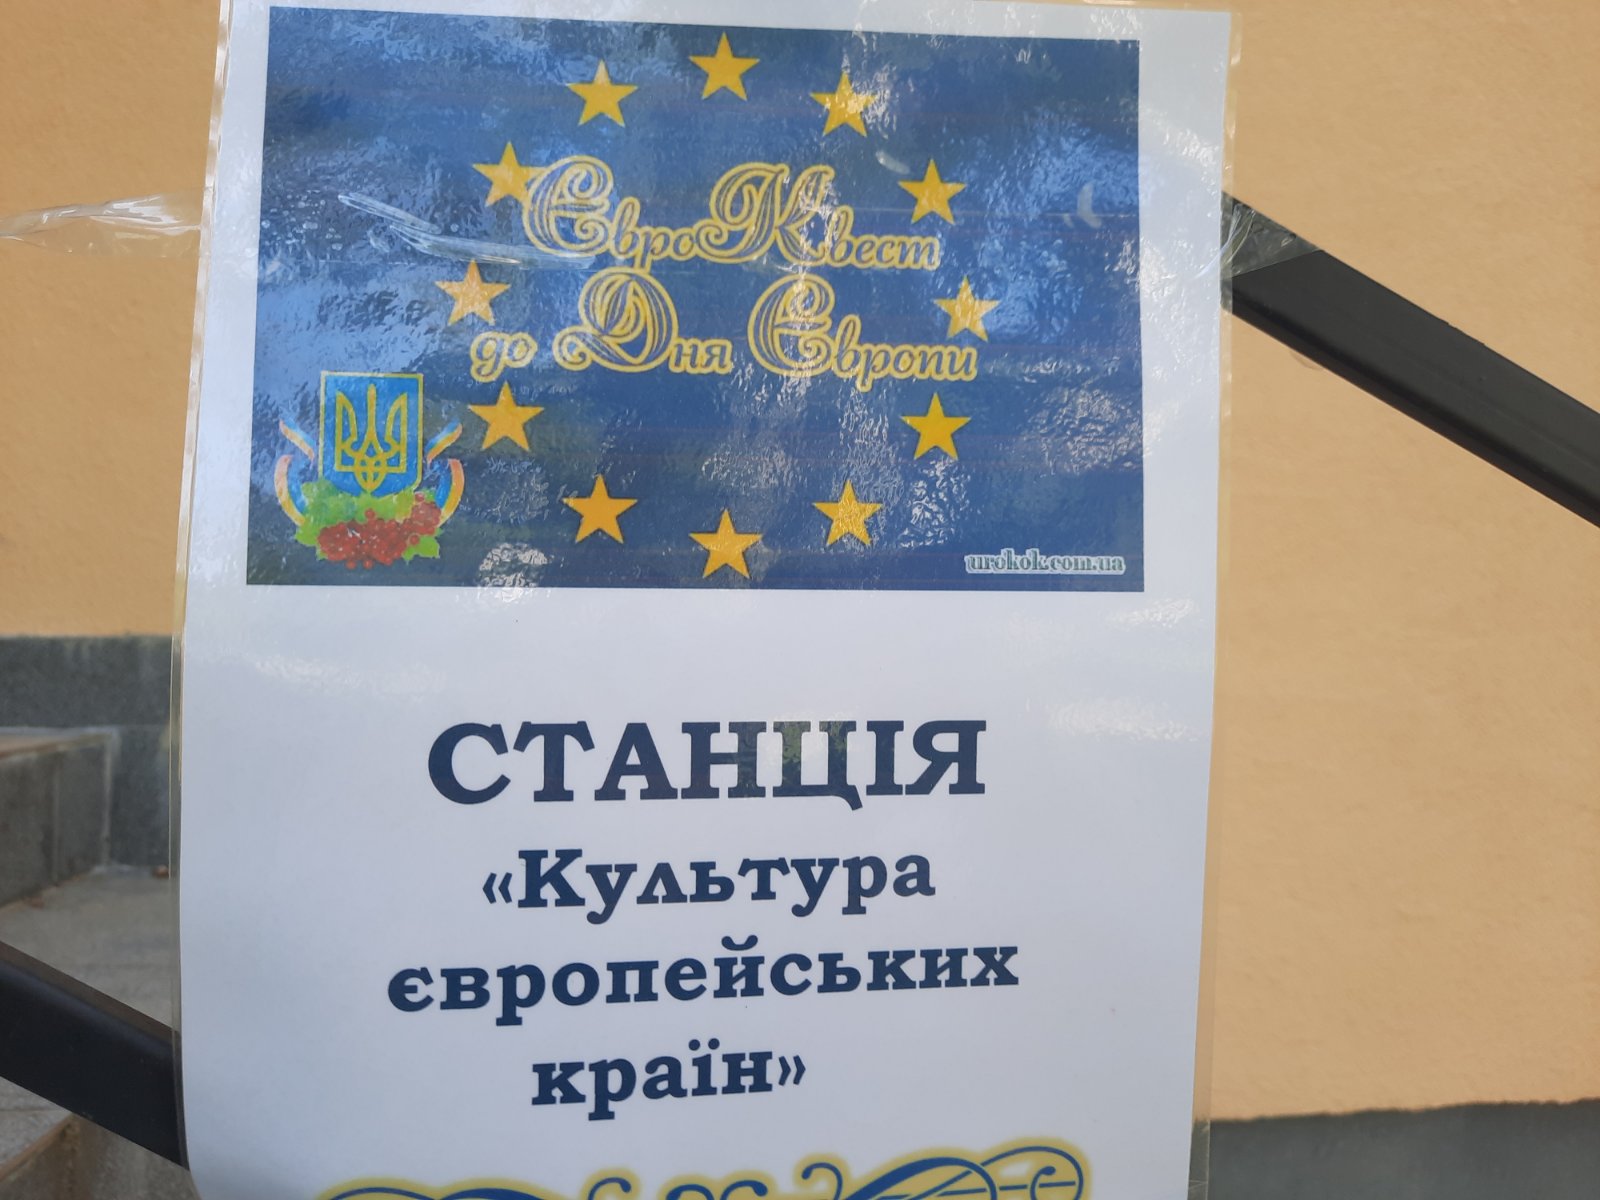 ЄвроКвест
до Дня Європи
urokok.com.ua
СТАНЦІЯ
«Культура
європейських
країн»